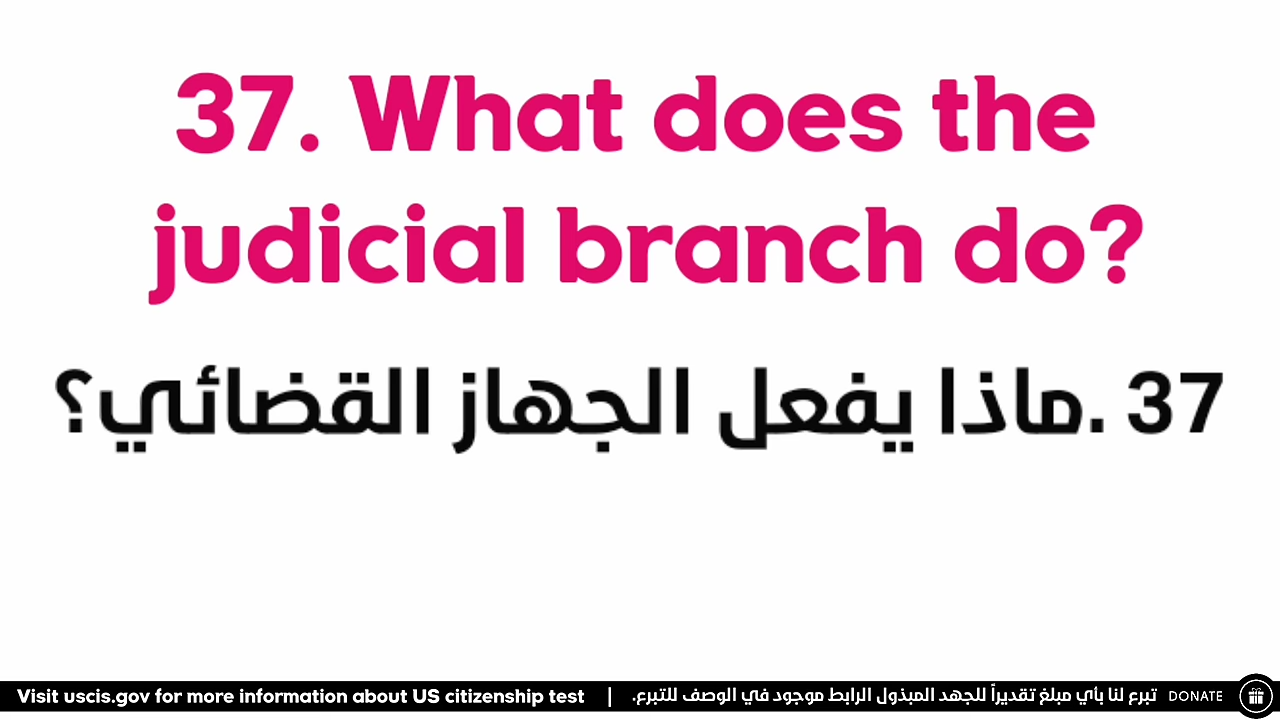 37. What does the
judicial branch do?
37 .ماذا يفعل الجهاز القضائي؟
Visit uscis.gov for more information about US citizenship test | تبرع لنا بأي مبلغ تقديراً للجهد المبذول الرابط موجود في الوصف للتبرع. DONATE